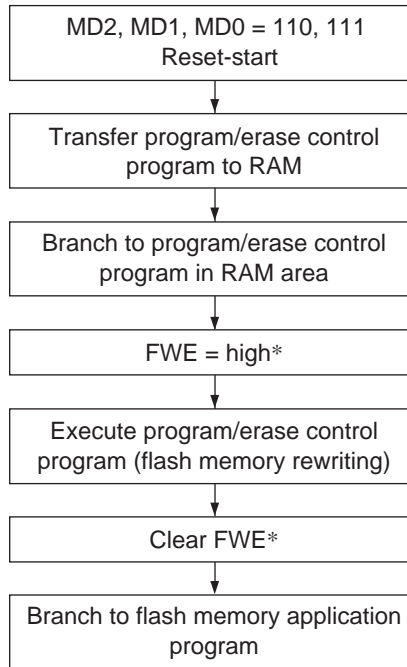 MD2, MD1, MD0 = 110, 111
Reset-start
Transfer program/erase control
program to RAM
Branch to program/erase control
program in RAM area
FWE = high*
Execute program/erase control
program (flash memory rewriting)
Clear FWE*
Branch to flash memory application
program